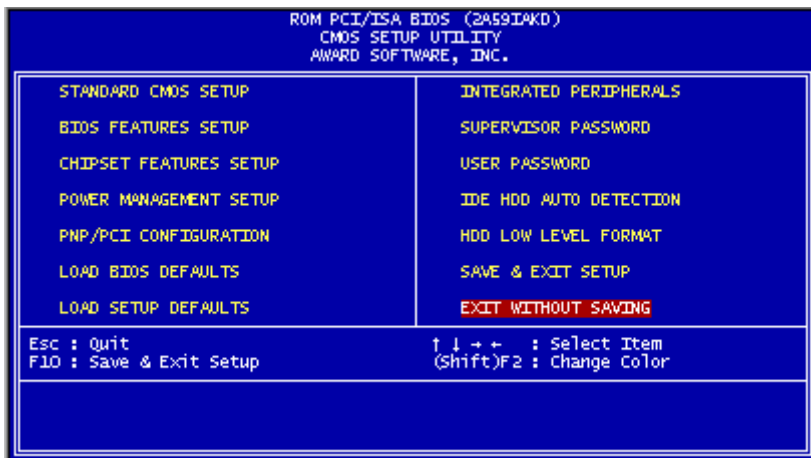 ROM PCI/ISA BIOS (2A59IAKD)
CMOS SETUP UTILITY
AWARD SOFTWARE, INC.
STANDARD CMOS SETUP
BIOS FEATURES SETUP
CHIPSET FEATURES SETUP
POWER MANAGEMENT SETUP
PNP/PCI CONFIGURATION
LOAD BIOS DEFAULTS
LOAD SETUP DEFAULTS
INTEGRATED PERIPHERALS
SUPERVISOR PASSWORD
USER PASSWORD
IDE HDD AUTO DETECTION
HDD LOW LEVEL FORMAT
SAVE & EXIT SETUP
EXIT WITHOUT SAVING
Esc : Quit
F10 : Save & Exit Setup
↑ ↓ → ← : Select Item
(Shift)F2 : Change Color